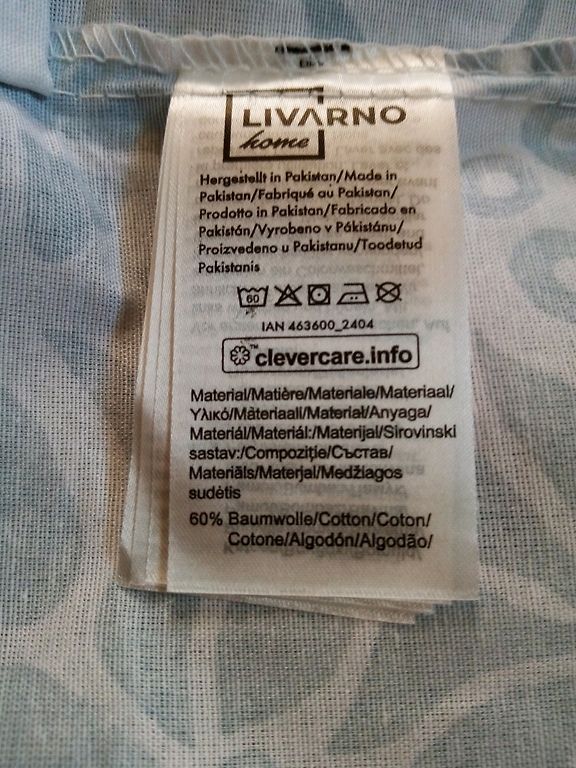 LIVARNO
home
Hergestellt in Pakistan/Made in
Pakistan/Fabriqué au Pakistan/
Prodotto in Pakistan/Fabricado en
Pakistán/Vyrobeno v Pákistánu/
Proizvedeno u Pakistanu/Toodetud
Pakistanis
60
IAN 463600_2404
™clevercare.info
Material/Matière/Materiale/Materiaal/
Υλικό/Materiaali/Materiał/Anyaga/
Materiál/Materiál:/Materijal/Sirovinski
sastav:/Compoziție/Състав/
Materiāls/Materjal/Medžiagos
sudėtis
60% Baumwolle/Cotton/Coton/
Cotone/Algodón/Algodão/